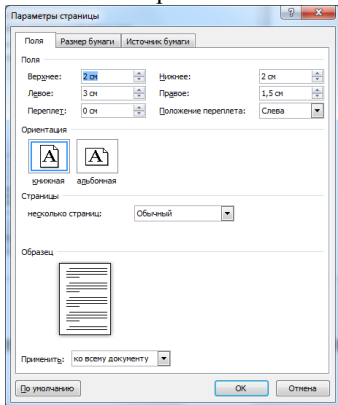 Параметры страницы
Поля Размер бумаги Источник бумаги
Поля
Верхнее: 2 см Нижнее: 2 см
Левое: 3 см Правое: 1,5 см
Переплет: 0 см Положение переплета: Слева
Ориентация
A A
книжная альбомная
Страницы
несколько страниц: Обычный
Образец
Применить: ко всему документу
По умолчанию ОК Отмена